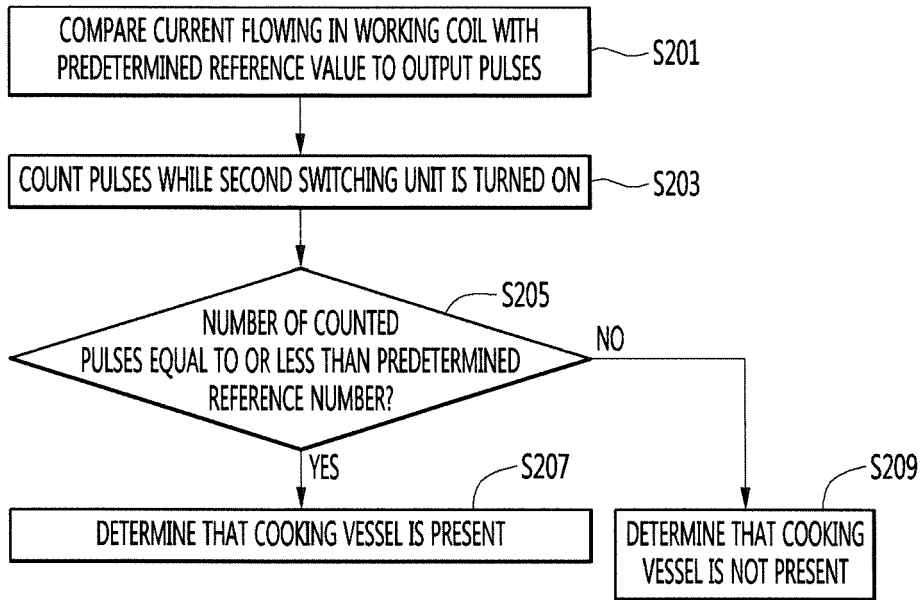 COMPARE CURRENT FLOWING IN WORKING COIL WITH
PREDETERMINED REFERENCE VALUE TO OUTPUT PULSES
S201
COUNT PULSES WHILE SECOND SWITCHING UNIT IS TURNED ON
S203
S205
NUMBER OF COUNTED
PULSES EQUAL TO OR LESS THAN PREDETERMINED
REFERENCE NUMBER?
NO
YES
S207
S209
DETERMINE THAT COOKING VESSEL IS PRESENT
DETERMINE THAT COOKING
VESSEL IS NOT PRESENT